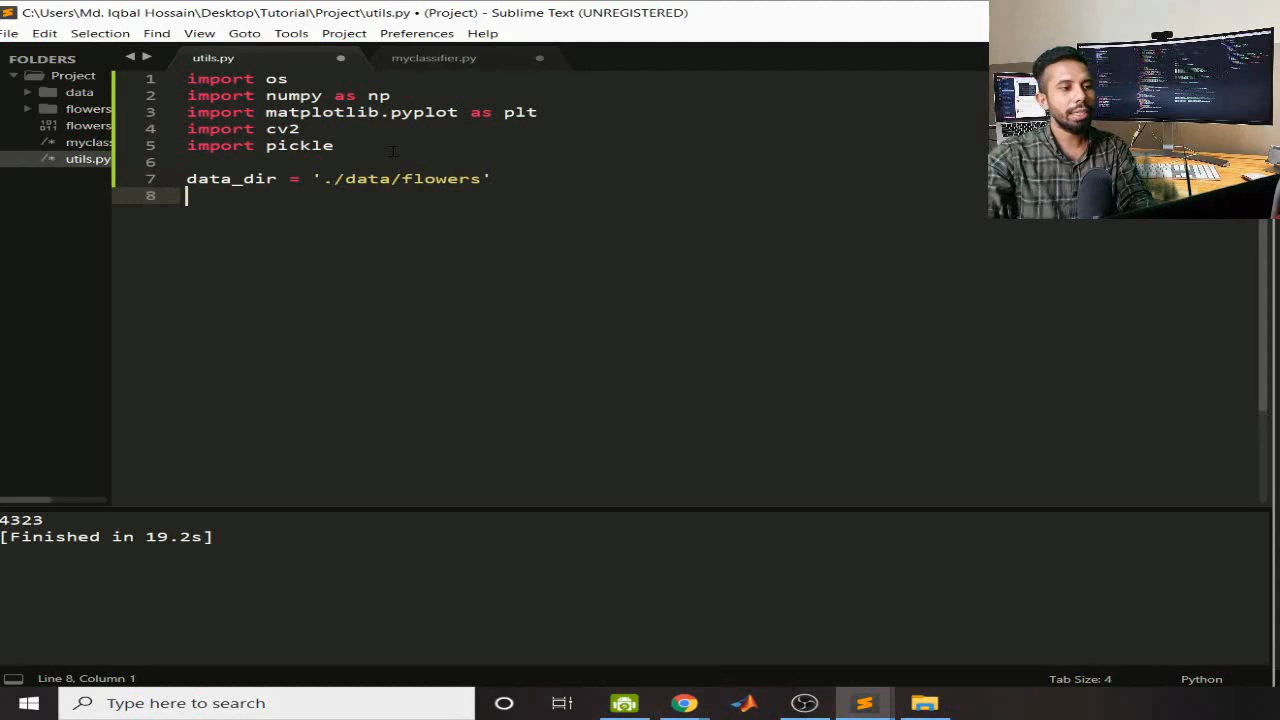 C:\Users\Md. Iqbal Hossain\Desktop\Tutorial\Project\utils.py • (Project) - Sublime Text (UNREGISTERED)
File Edit Selection Find View Goto Tools Project Preferences Help
FOLDERS
Project
data
flowers
flowers
myclass
utils.py
utils.py
myclassifier.py
1 import os
2 import numpy as np
3 import matplotlib.pyplot as plt
4 import cv2
5 import pickle
6
7 data_dir = './data/flowers'
8
4323
[Finished in 19.2s]
Line 8, Column 1
Tab Size: 4
Python
Type here to search